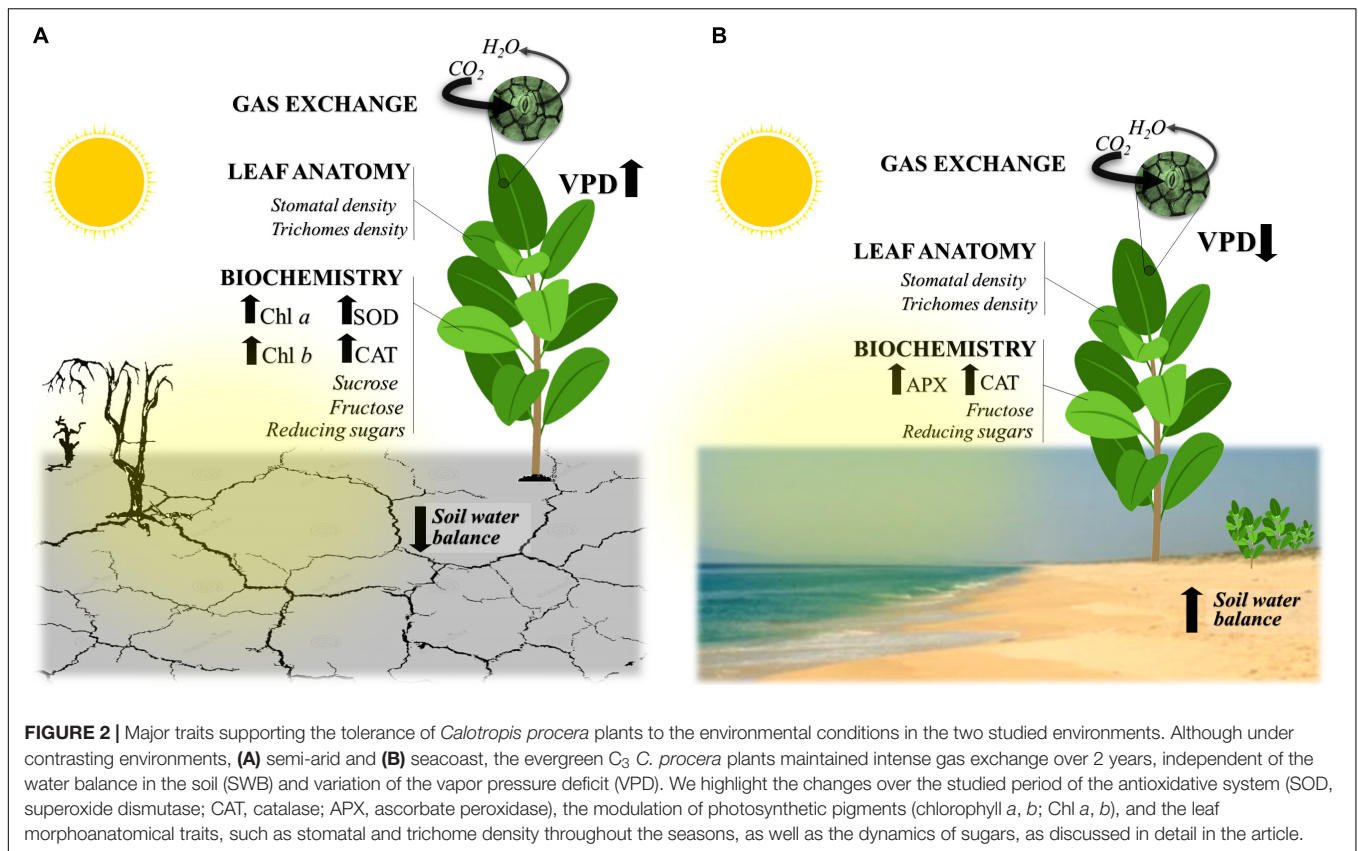 A
H₂O
CO₂
GAS EXCHANGE
LEAF ANATOMY
Stomatal density
Trichomes density
VPD
BIOCHEMISTRY
Chl a
SOD
Chl b
CAT
Sucrose
Fructose
Reducing sugars
Soil water
balance
B
H₂O
CO₂
GAS EXCHANGE
VPD
LEAF ANATOMY
Stomatal density
Trichomes density
BIOCHEMISTRY
APX
CAT
Fructose
Reducing sugars
Soil water
balance
FIGURE 2 | Major traits supporting the tolerance of Calotropis procera plants to the environmental conditions in the two studied environments. Although under
contrasting environments, (A) semi-arid and (B) seacoast, the evergreen C₃ C. procera plants maintained intense gas exchange over 2 years, independent of the
water balance in the soil (SWB) and variation of the vapor pressure deficit (VPD). We highlight the changes over the studied period of the antioxidative system (SOD,
superoxide dismutase; CAT, catalase; APX, ascorbate peroxidase), the modulation of photosynthetic pigments (chlorophyll a, b; Chl a, b), and the leaf
morphoanatomical traits, such as stomatal and trichome density throughout the seasons, as well as the dynamics of sugars, as discussed in detail in the article.